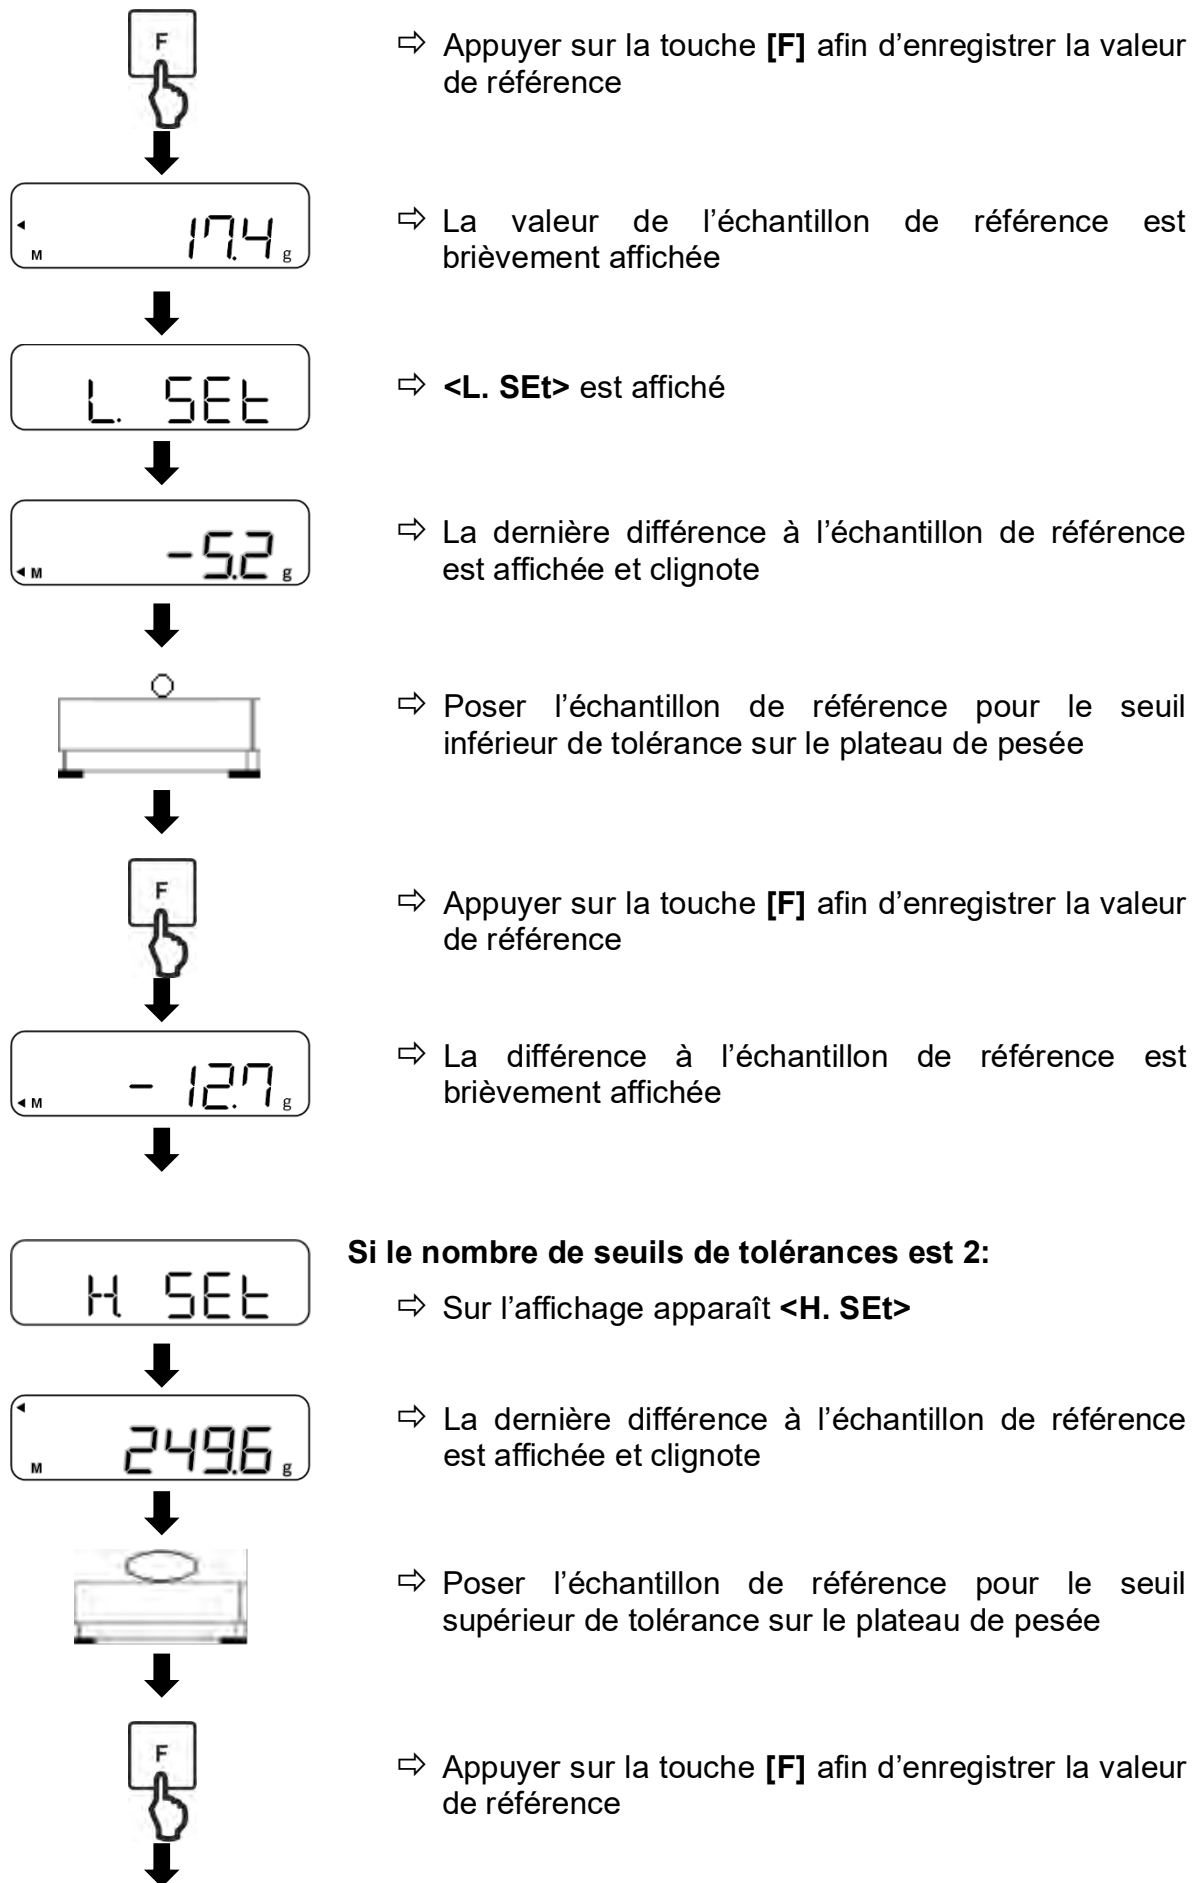 F
⇨ Appuyer sur la touche [F] afin d’enregistrer la valeur
de référence
M 17.4 g
⇨ La valeur de l’échantillon de référence est
brièvement affichée
L. SEt
⇨ <L. SEt> est affiché
M -5.2 g
⇨ La dernière différence à l’échantillon de référence
est affichée et clignote
⇨ Poser l’échantillon de référence pour le seuil
inférieur de tolérance sur le plateau de pesée
F
⇨ Appuyer sur la touche [F] afin d’enregistrer la valeur
de référence
M - 12.7 g
⇨ La différence à l’échantillon de référence est
brièvement affichée
Si le nombre de seuils de tolérances est 2:
H SEt
⇨ Sur l’affichage apparaît <H. SEt>
M 249.6 g
⇨ La dernière différence à l’échantillon de référence
est affichée et clignote
⇨ Poser l’échantillon de référence pour le seuil
supérieur de tolérance sur le plateau de pesée
F
⇨ Appuyer sur la touche [F] afin d’enregistrer la valeur
de référence